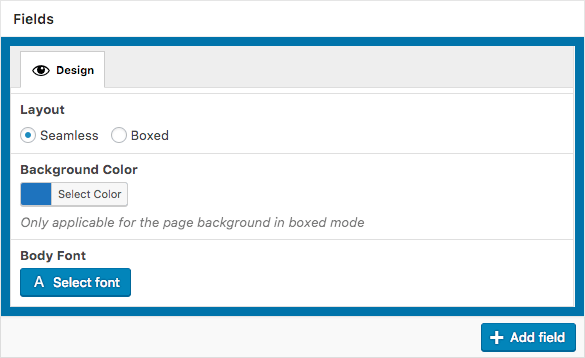 Fields
Design
Layout
Seamless Boxed
Background Color
Select Color
Only applicable for the page background in boxed mode
Body Font
A Select font
Add field